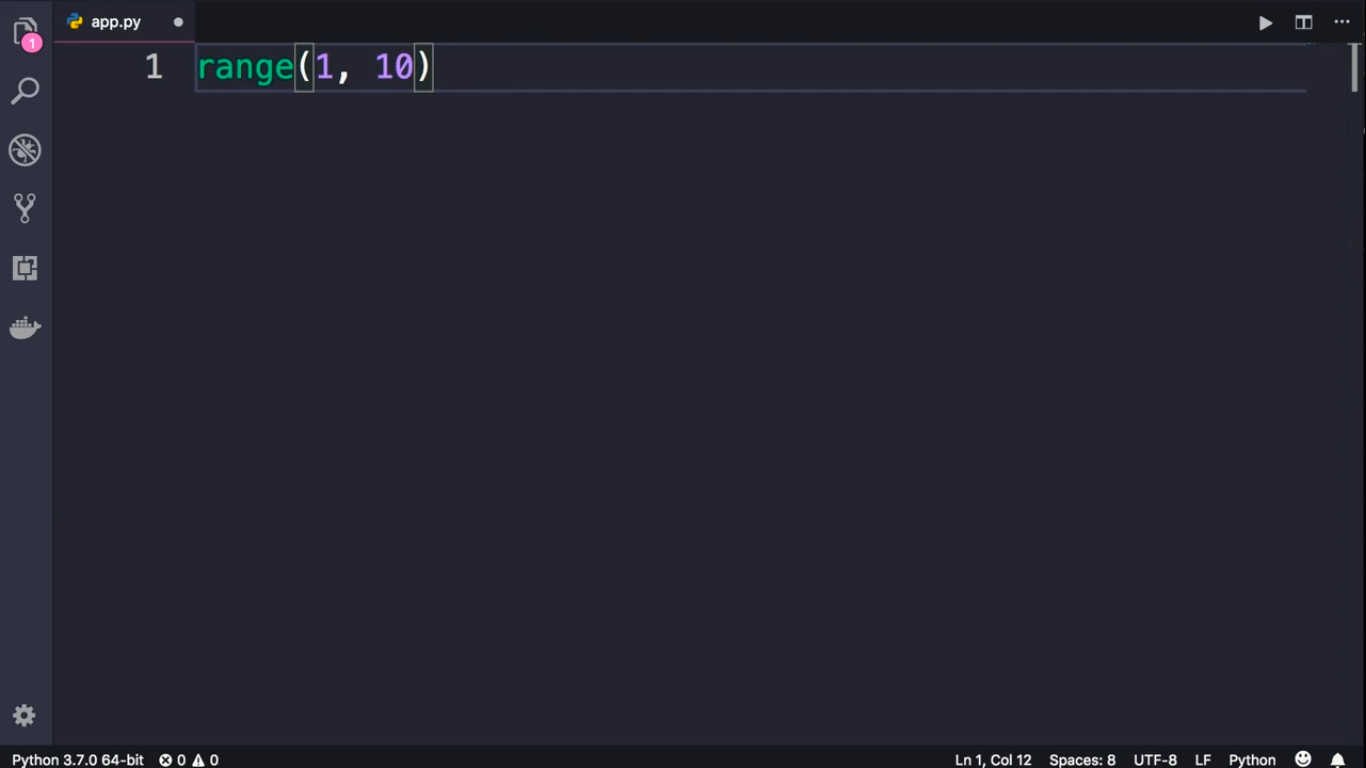 app.py
1
1 range(1, 10)
Python 3.7.0 64-bit 0 0 Ln 1, Col 12 Spaces: 8 UTF-8 LF Python